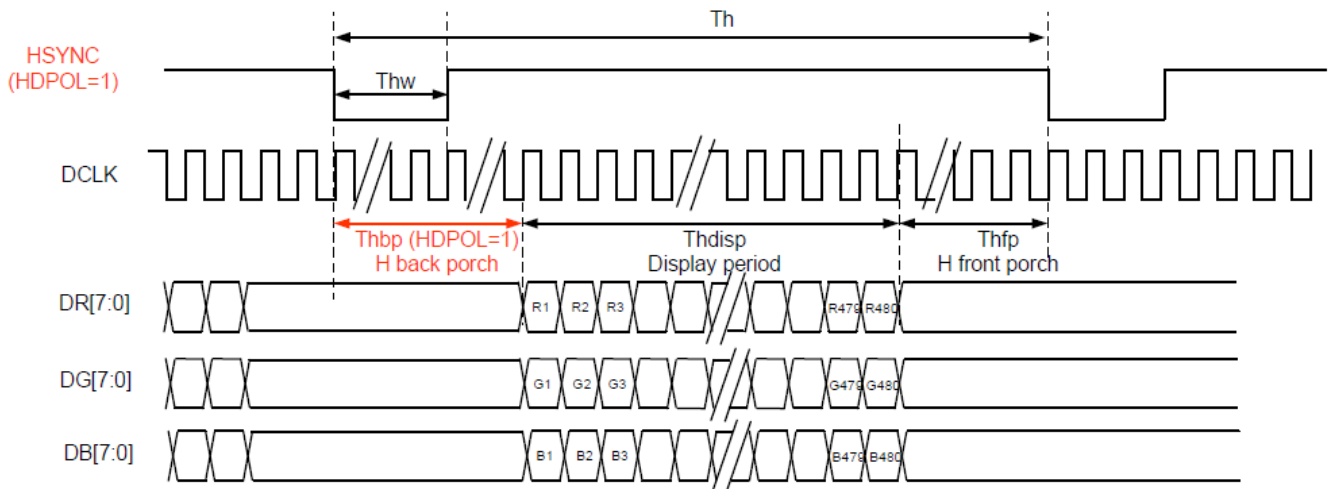 Th
HSYNC
(HDPOL=1)
Thw
DCLK
Thbp (HDPOL=1)
H back porch
Thdisp
Display period
Thfp
H front porch
DR[7:0]
R1 R2 R3 R479 R480
DG[7:0]
G1 G2 G3 G479 G480
DB[7:0]
B1 B2 B3 B479 B480